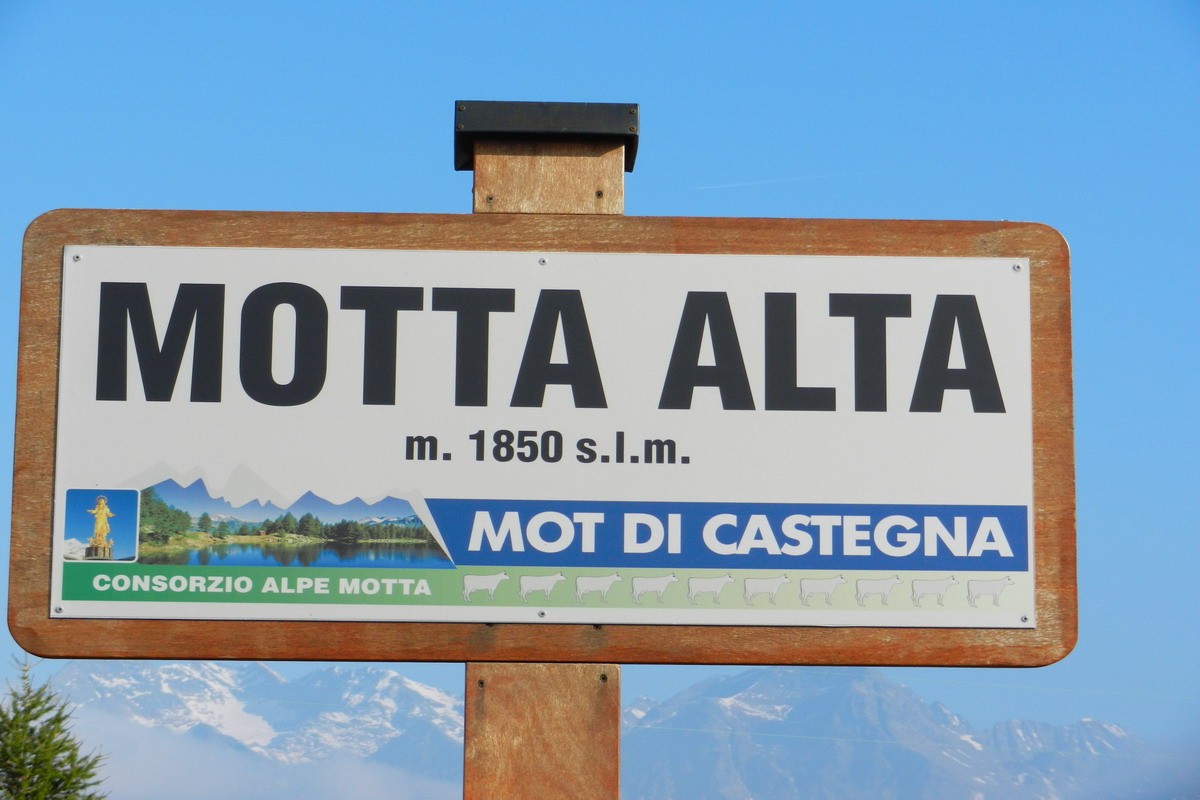 MOTTA ALTA
m. 1850 s.l.m.
MOT DI CASTEGNA
CONSORZIO ALPE MOTTA